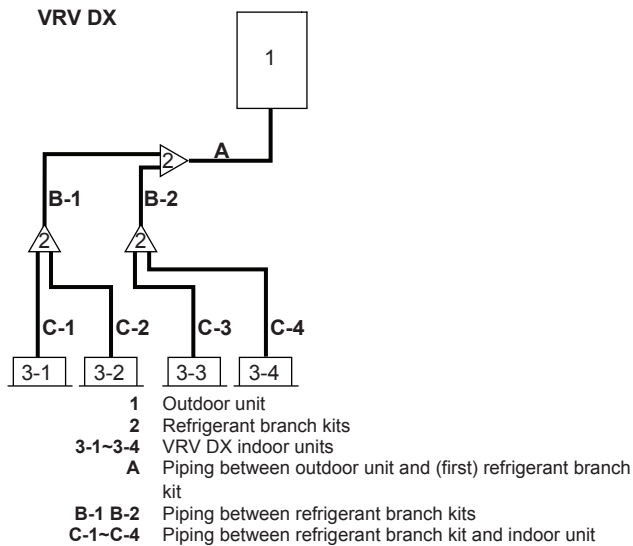 VRV DX
1
2
A
B-1
B-2
2
2
C-1
C-2
C-3
C-4
3-1
3-2
3-3
3-4
1 Outdoor unit
2 Refrigerant branch kits
3-1~3-4 VRV DX indoor units
A Piping between outdoor unit and (first) refrigerant branch
kit
B-1 B-2 Piping between refrigerant branch kits
C-1~C-4 Piping between refrigerant branch kit and indoor unit